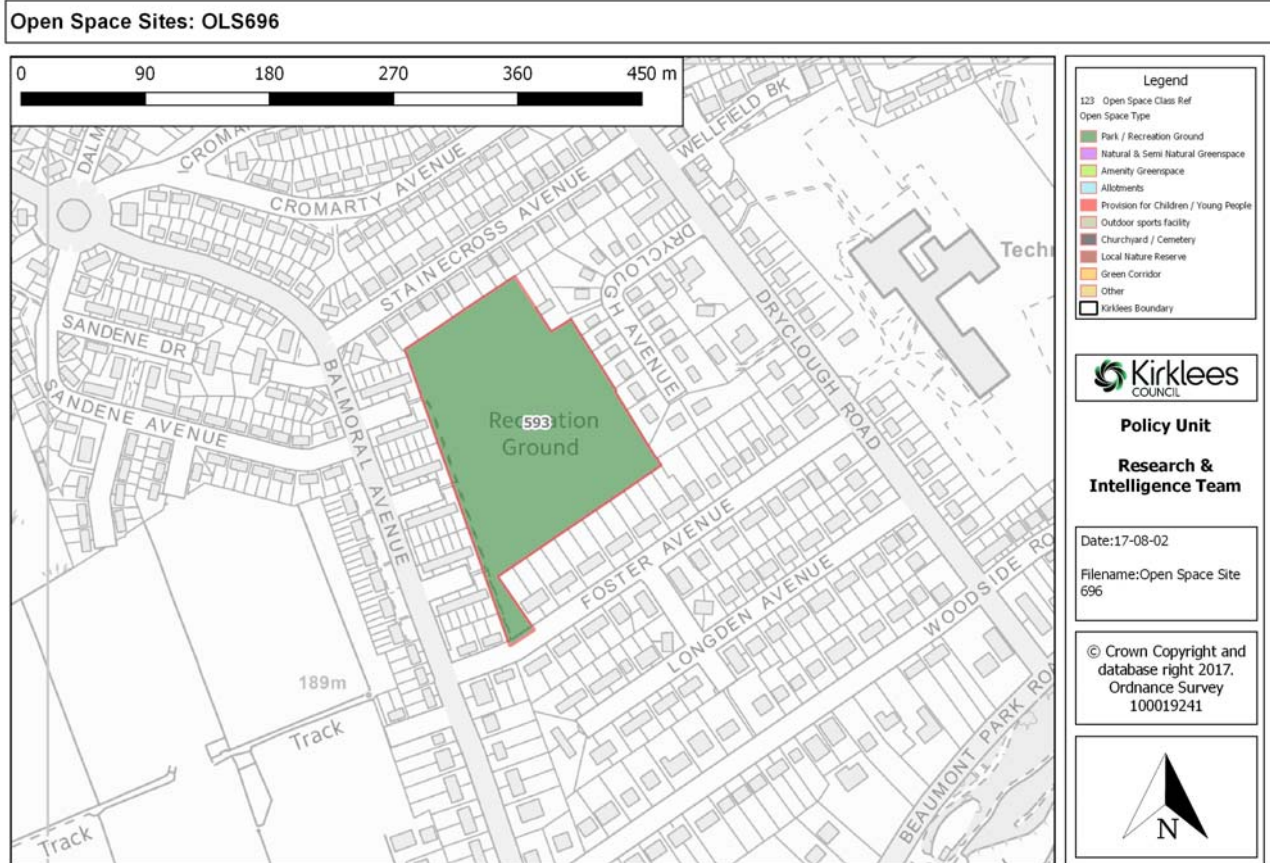 Open Space Sites: OLS696
0 90 180 270 360 450 m
DALM
CROMA
CROMARTY AVENUE
STAINECROSS AVENUE
WELLFIELD BK
DRYCLOUGH AVENUE
DRYCLOUGH ROAD
Techn
SANDENE DR
SANDENE AVENUE
BALMORAL AVENUE
593
Recreation
Ground
FOSTER AVENUE
LONGDEN AVENUE
WOODSIDE RO
BEAUMONT PARK ROA
189m
Track
Track
Legend
123 Open Space Class Ref
Open Space Type
Park / Recreation Ground
Natural & Semi Natural Greenspace
Amenity Greenspace
Allotments
Provision for Children / Young People
Outdoor sports facility
Churchyard / Cemetery
Local Nature Reserve
Green Corridor
Other
Kirklees Boundary
Kirklees
COUNCIL
Policy Unit
Research &
Intelligence Team
Date:17-08-02
Filename:Open Space Site
696
© Crown Copyright and
database right 2017.
Ordnance Survey
100019241
N